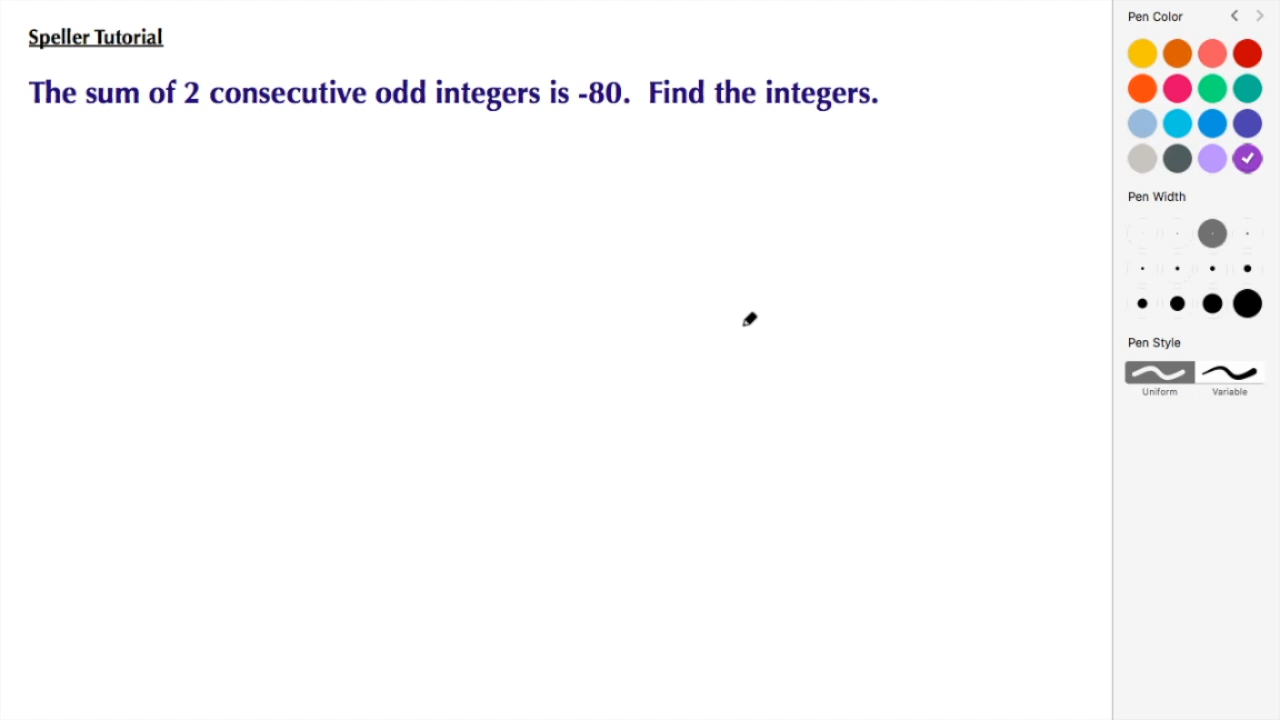 Speller Tutorial
The sum of 2 consecutive odd integers is -80. Find the integers.
Pen Color
Pen Width
Pen Style
Uniform Variable